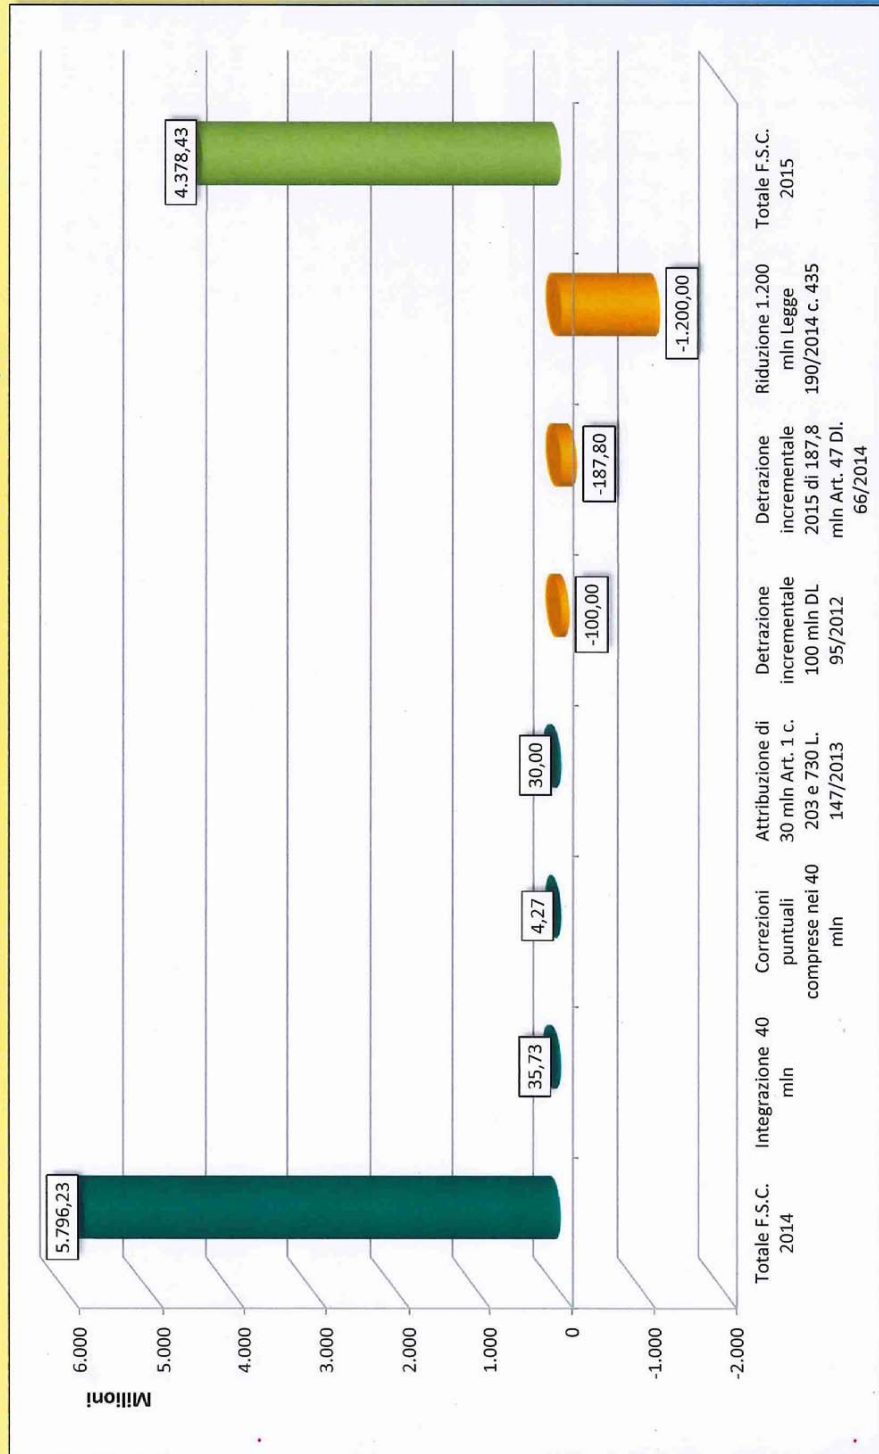 Milioni
6.000
5.000
4.000
3.000
2.000
1.000
0
-1.000
-2.000
5.796,23
35,73
4,27
30,00
-100,00
-187,80
-1.200,00
4.378,43
Totale F.S.C.
2014
Integrazione 40
mln
Correzioni
puntuali
comprese nei 40
mln
Attribuzione di
30 mln Art. 1 c.
203 e 730 L.
147/2013
Detrazione
incrementale
100 mln DL
95/2012
Detrazione
incrementale
2015 di 187,8
mln Art. 47 Dl.
66/2014
Riduzione 1.200
mln Legge
190/2014 c. 435
Totale F.S.C.
2015